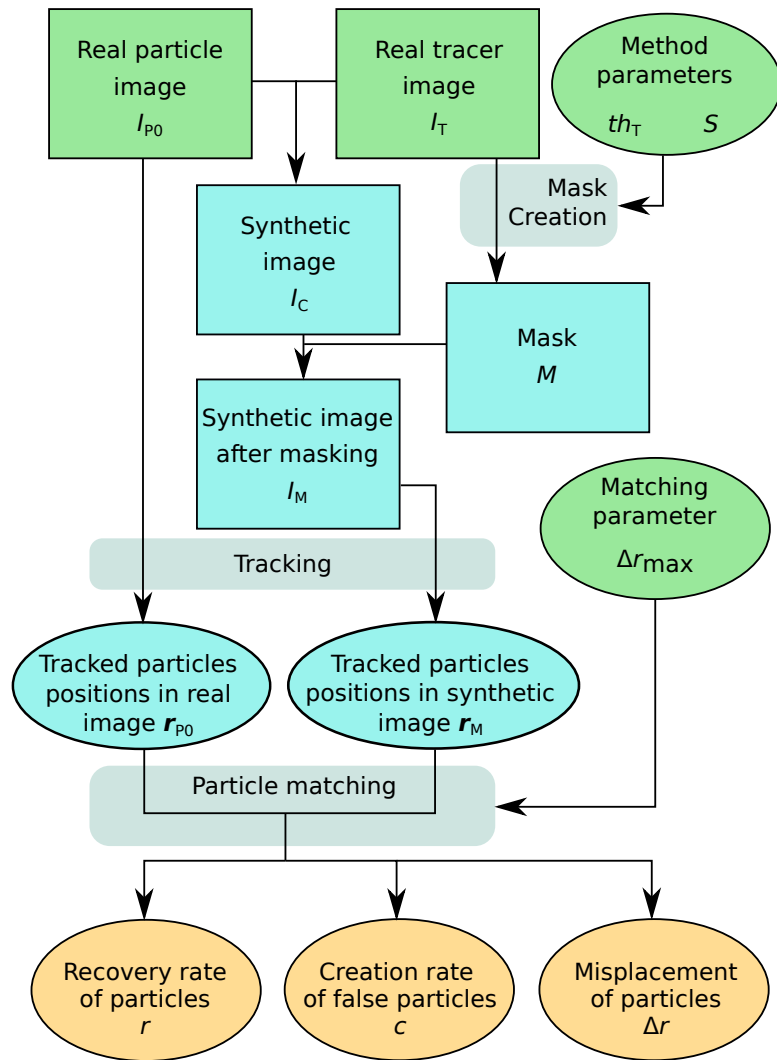 Real particle
image
I_P0
Real tracer
image
I_T
Method
parameters
th_T S
Mask
Creation
Synthetic
image
I_C
Mask
M
Synthetic image
after masking
I_M
Matching
parameter
Δr_max
Tracking
Tracked particles
positions in real
image r_P0
Tracked particles
positions in synthetic
image r_M
Particle matching
Recovery rate
of particles
r
Creation rate
of false particles
c
Misplacement
of particles
Δr